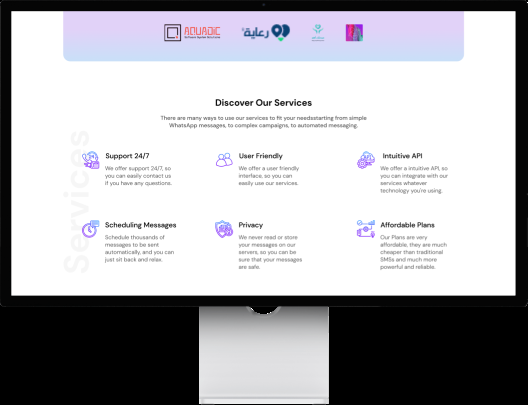 AQUADIC
رعاية
Discover Our Services
There are many ways to use our services to fit your needsstarting from simple
WhatsApp messages, to complex campaigns, to automated messaging.
Services
Support 24/7
We offer support 24/7, so
you can easily contact us
if you have any questions.
User Friendly
We offer a user friendly
interface, so you can
easily use our services.
Intuitive API
We offer a intuitive API, so
you can integrate with our
services whatever
technology you're using.
Scheduling Messages
Schedule thousands of
messages to be sent
automatically, and you can
just sit back and relax.
Privacy
We never read or store
your messages on our
servers, so you can be
sure that your messages
are safe.
Affordable Plans
Our Plans are very
affordable, they are much
cheaper then traditional
SMSs and much more
powerful and reliable.